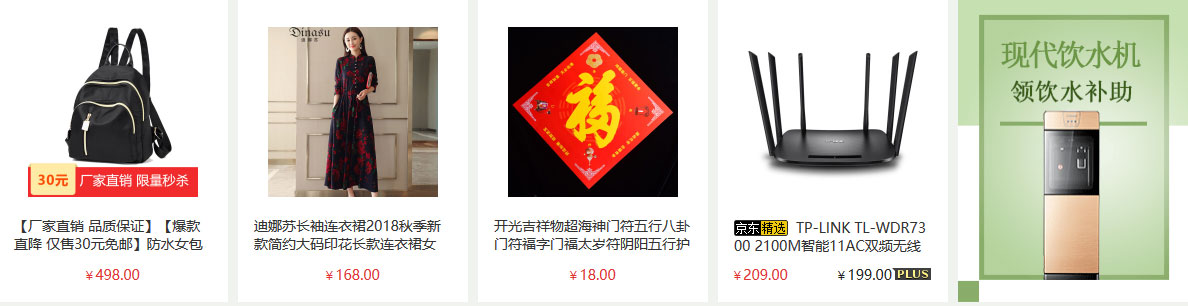 30元 厂家直销 限量秒杀
【厂家直销 品质保证】【爆款
直降 仅售30元免邮】防水女包
￥498.00
Dinasu
迪娜苏
迪娜苏长袖连衣裙2018秋季新
款简约大码印花长款连衣裙女
￥168.00
福
开光吉祥物超海神门符五行八卦
门符福字门福太岁符阴阳五行护
￥18.00
京东精选 TP-LINK TL-WDR73
00 2100M智能11AC双频无线
￥209.00 ￥199.00 PLUS
现代饮水机
领饮水补助